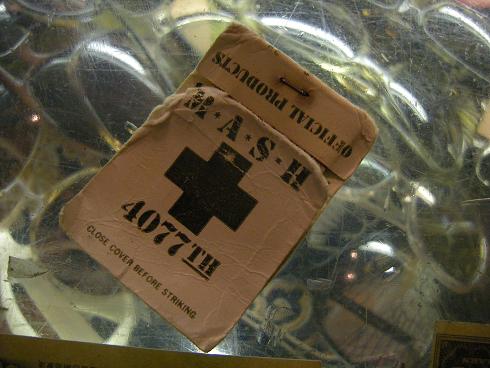 OFFICIAL PRODUCTS
M*A*S*H
4077TH
CLOSE COVER BEFORE STRIKING